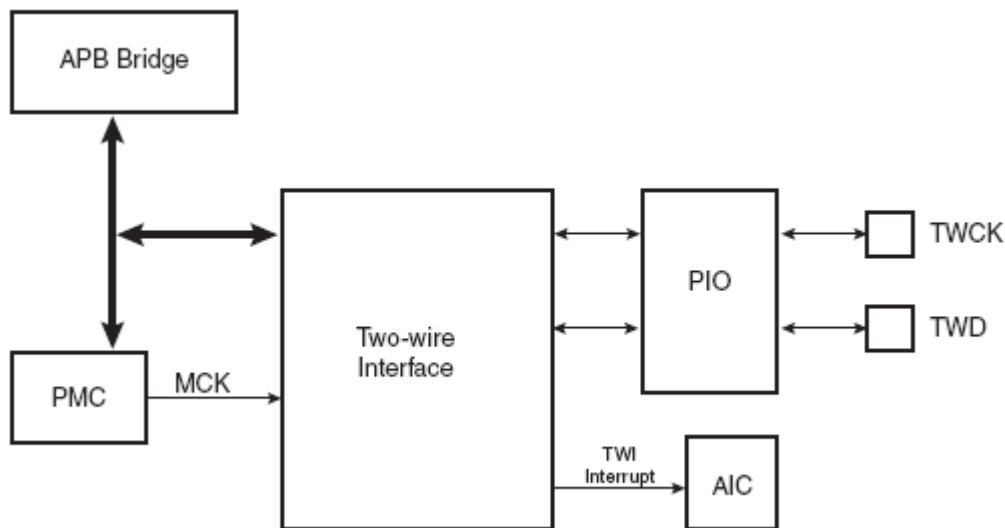 APB Bridge
TWCK
PIO
Two-wire
Interface
TWD
MCK
PMC
TWI
Interrupt
AIC